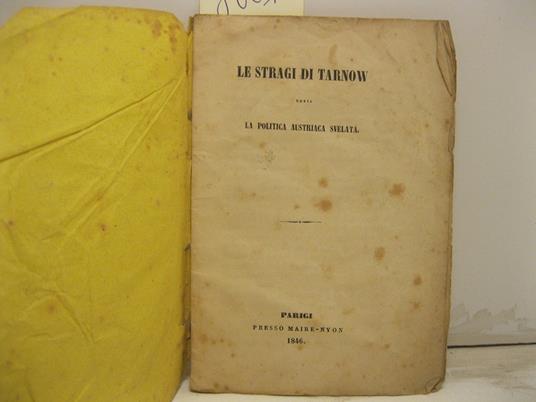 LE STRAGI DI TARNOW
OSSIA
LA POLITICA AUSTRIACA SVELATA.
PARIGI
PRESSO MAIRE-NYON
1846.